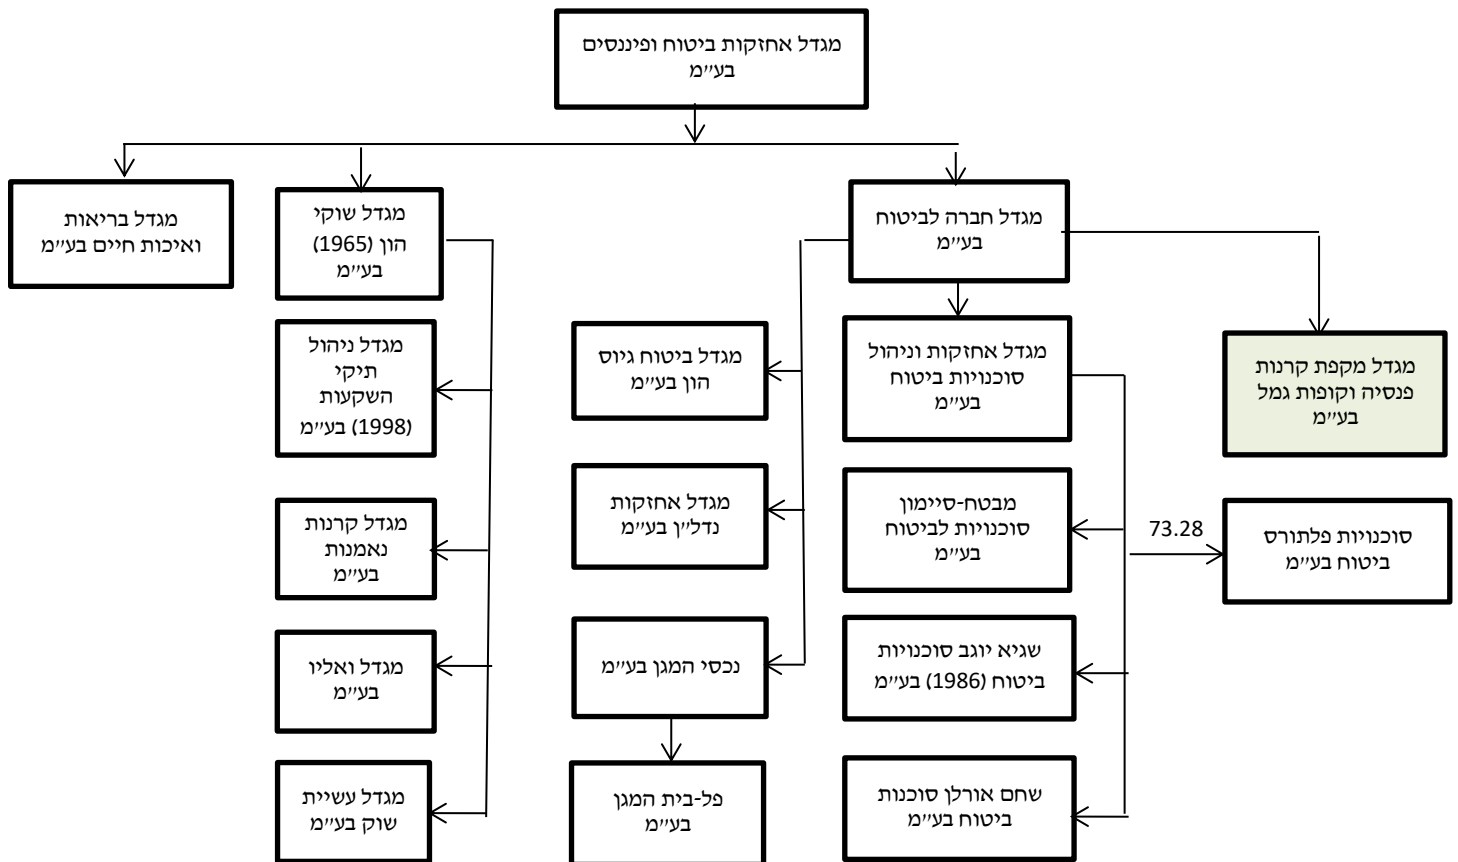 מגדל אחזקות ביטוח ופיננסים
בע״מ
מגדל חברה לביטוח
בע״מ
מגדל שוקי
הון (1965)
בע״מ
מגדל בריאות
ואיכות חיים בע״מ
מגדל מקפת קרנות
פנסיה וקופות גמל
בע״מ
מגדל אחזקות וניהול
סוכנויות ביטוח
בע״מ
מגדל ביטוח גיוס
הון בע״מ
מגדל ניהול
תיקי
השקעות
(1998) בע״מ
סוכנויות פלתורס
ביטוח בע״מ
73.28
מבטח-סיימון
סוכנויות לביטוח
בע״מ
מגדל אחזקות
נדל״ן בע״מ
מגדל קרנות
נאמנות
בע״מ
שגיא יוגב סוכנויות
ביטוח (1986) בע״מ
נכסי המגן בע״מ
מגדל ואליו
בע״מ
שחם אורלן סוכנות
ביטוח בע״מ
פל-בית המגן
בע״מ
מגדל עשיית
שוק בע״מ